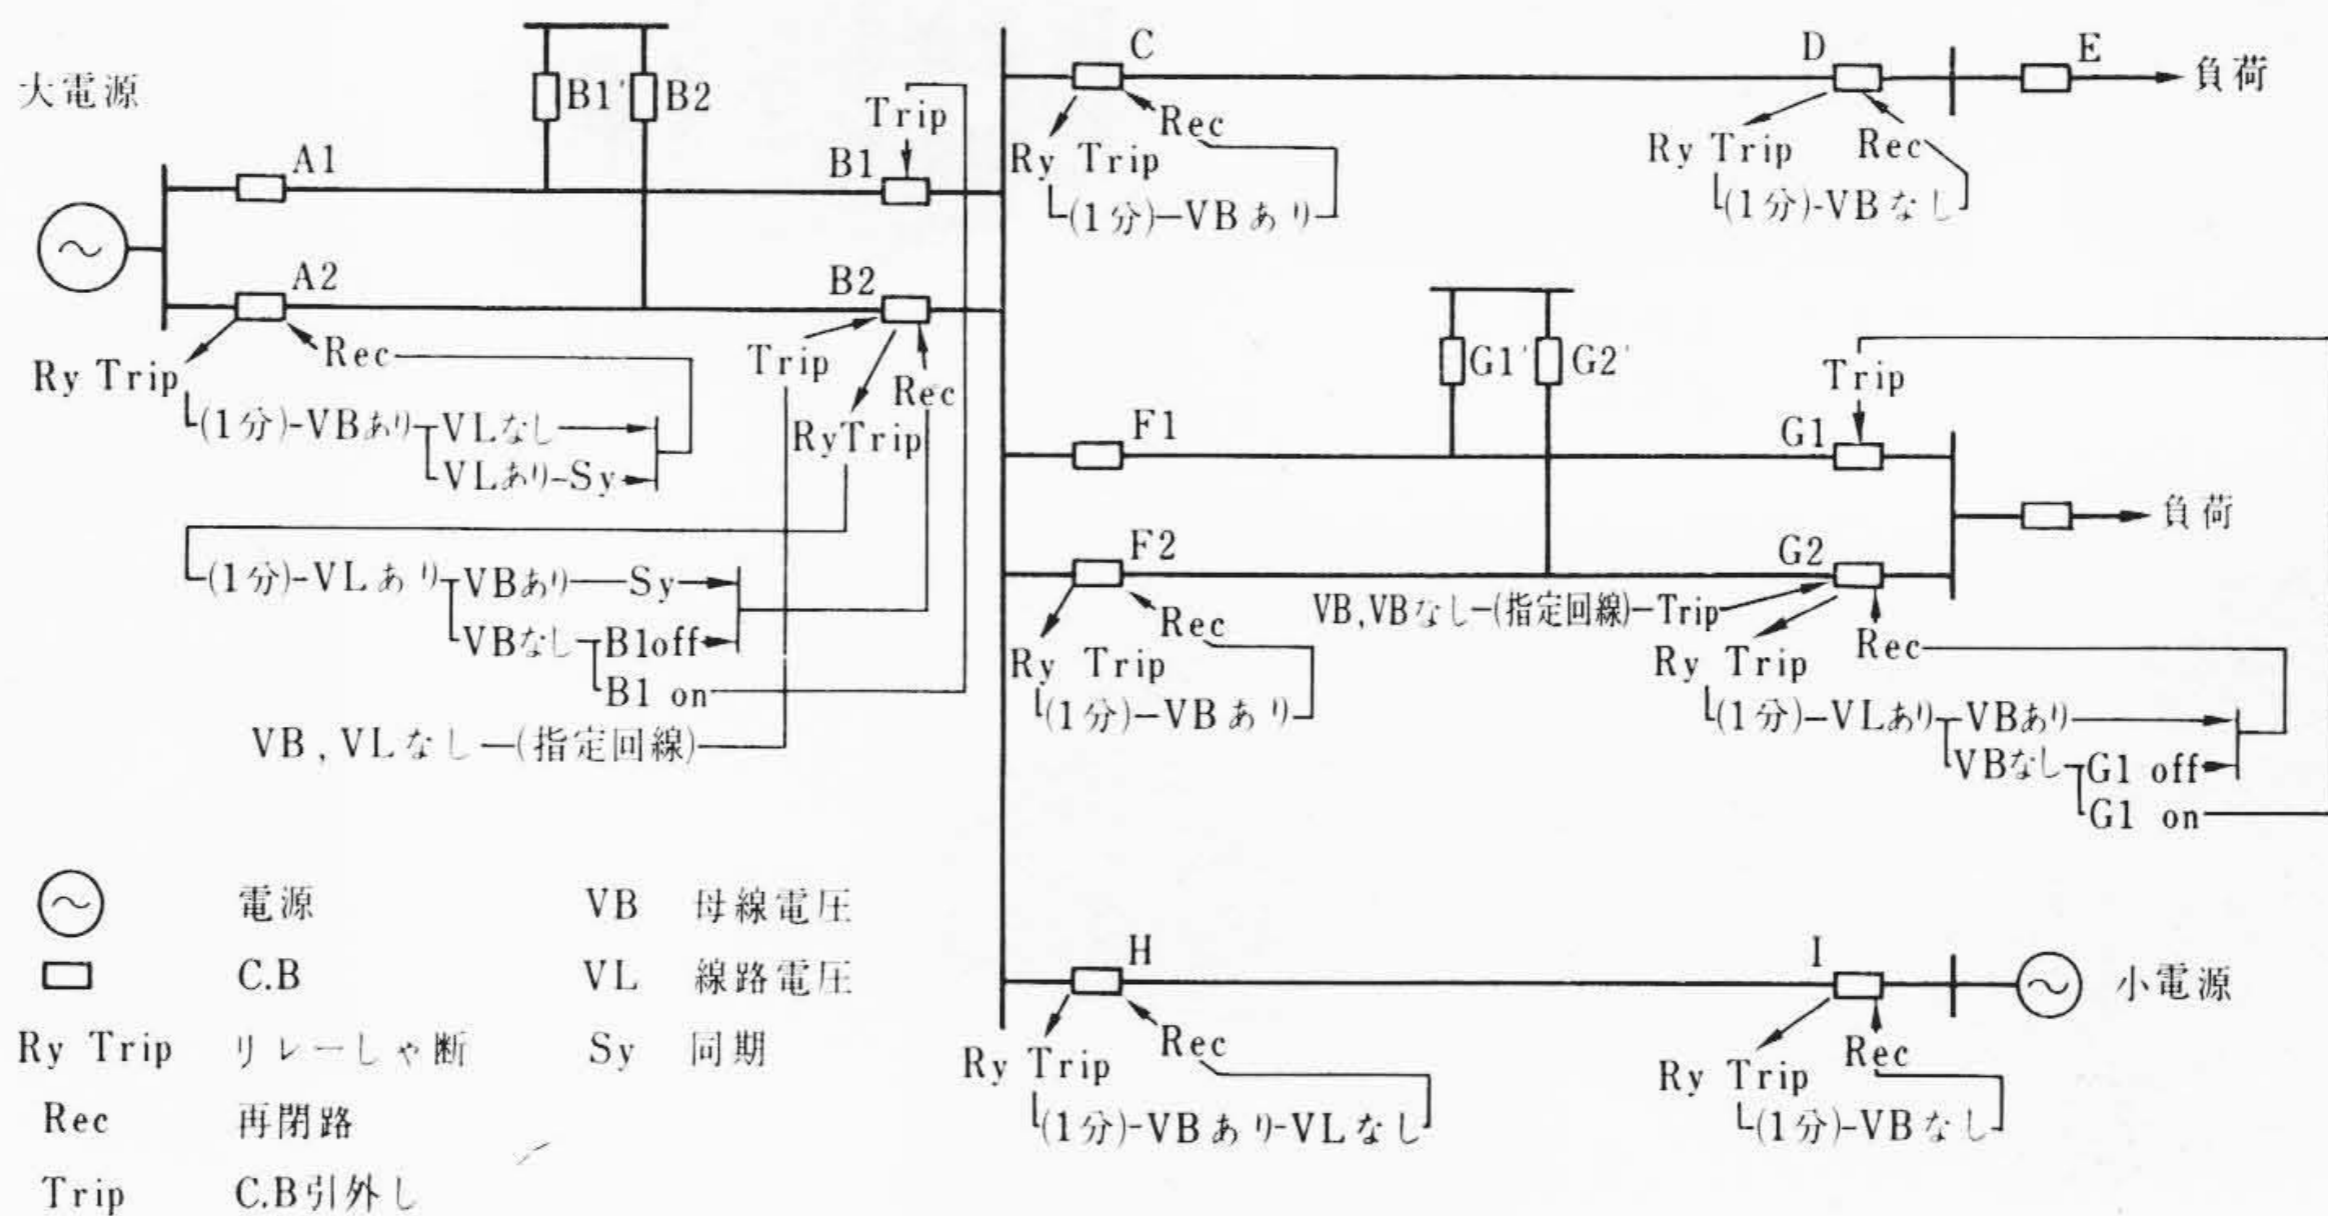 大電源
A1
A2
B1'
B2
B1
Trip
B2
C
Rec
Ry Trip
(1分)-VBあり
D
E
負荷
Ry Trip
Rec
(1分)-VBなし
Ry Trip
Rec
(1分)-VBあり
VLなし
VLあり-Sy
Trip
RyTrip
Rec
(1分)-VLあり
VBあり
Sy
VBなし
B1off
B1 on
VB, VLなし-(指定回線)
F1
F2
G1'
G2'
Trip
G1
G2
負荷
Rec
Ry Trip
(1分)-VBあり
VB,VBなし-(指定回線)-Trip
Ry Trip
Rec
(1分)-VLあり
VBあり
VBなし
G1 off
G1 on
H
Rec
Ry Trip
(1分)-VBあり-VLなし
I
小電源
Ry Trip
Rec
(1分)-VBなし
電源
VB 母線電圧
C.B
VL 線路電圧
Ry Trip リレーしゃ断
Sy 同期
Rec 再閉路
Trip C.B引外し